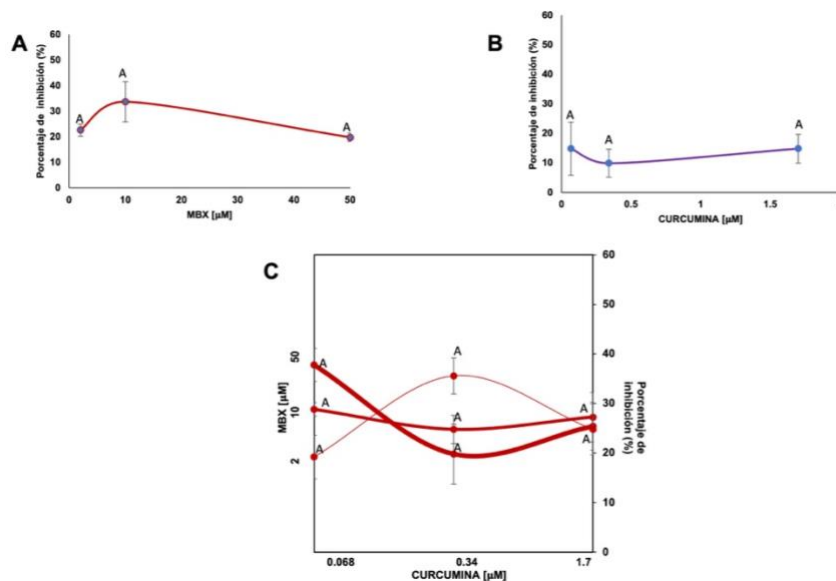 A
Porcentaje de inhibición (%)
60
50
40
30
20
10
0
A
A
A
0
10
20
30
40
50
MBX [µM]
B
Porcentaje de inhibición (%)
60
50
40
30
20
10
0
A
A
A
0
0.5
1
1.5
CURCUMINA [µM]
C
MBX [µM]
50
10
2
A
A
A
A
A
A
A
A
60
50
40
30
20
10
0
Porcentaje de
inhibición (%)
0.068
0.34
1.7
CURCUMINA [µM]